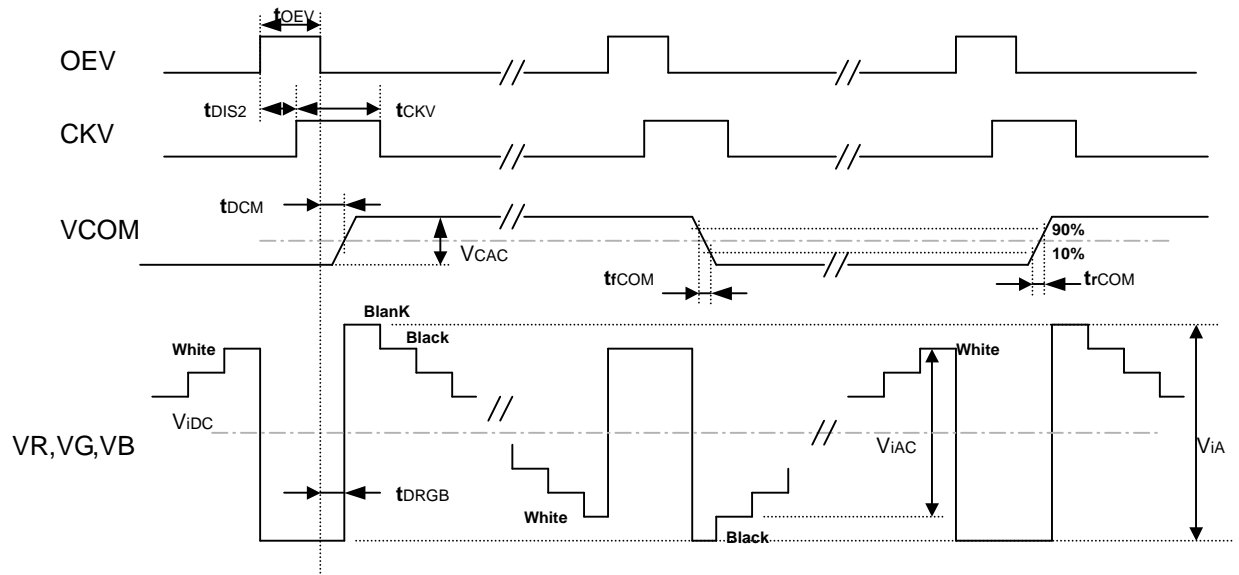 tOEV
OEV
tDIS2
tCKV
CKV
tDCM
VCOM
VCAC
90%
10%
tfCOM
trCOM
BlanK
Black
White
White
ViDC
VR,VG,VB
ViAC
ViA
tDRGB
White
Black